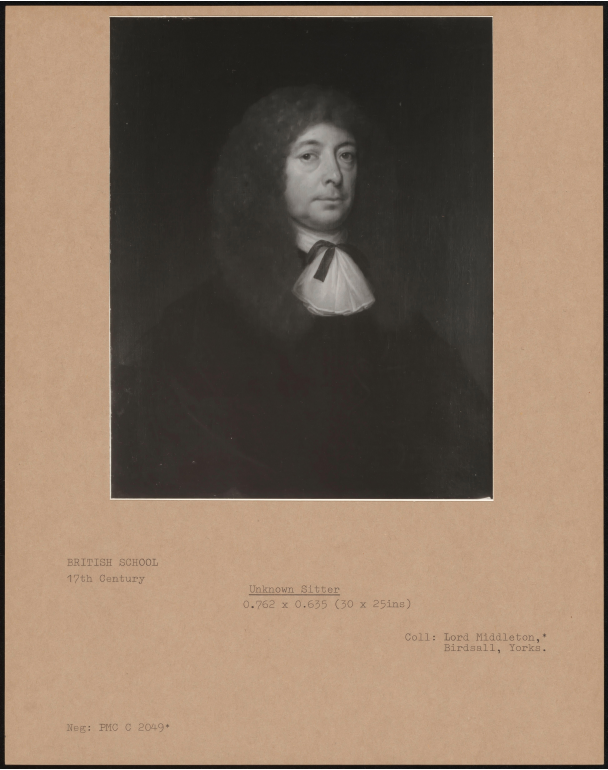 BRITISH SCHOOL
17th Century
Unknown Sitter
0.762 x 0.635 (30 x 25ins)
Coll: Lord Middleton,*
Birdsall, Yorks.
Neg: PMC C 2049*